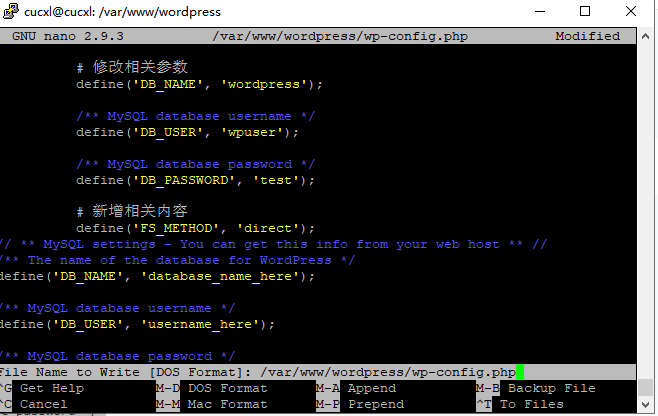 cucxl@cucxl: /var/www/wordpress
GNU nano 2.9.3 /var/www/wordpress/wp-config.php Modified
# 修改相关参数
define('DB_NAME', 'wordpress');
/** MySQL database username */
define('DB_USER', 'wpuser');
/** MySQL database password */
define('DB_PASSWORD', 'test');
# 新增相关内容
define('FS_METHOD', 'direct');
// ** MySQL settings - You can get this info from your web host ** //
/** The name of the database for WordPress */
define('DB_NAME', 'database_name_here');
/** MySQL database username */
define('DB_USER', 'username_here');
/** MySQL database password */
File Name to Write [DOS Format]: /var/www/wordpress/wp-config.php
^G Get Help M-D DOS Format M-A Append M-B Backup File
^C Cancel M-M Mac Format M-P Prepend ^T To Files